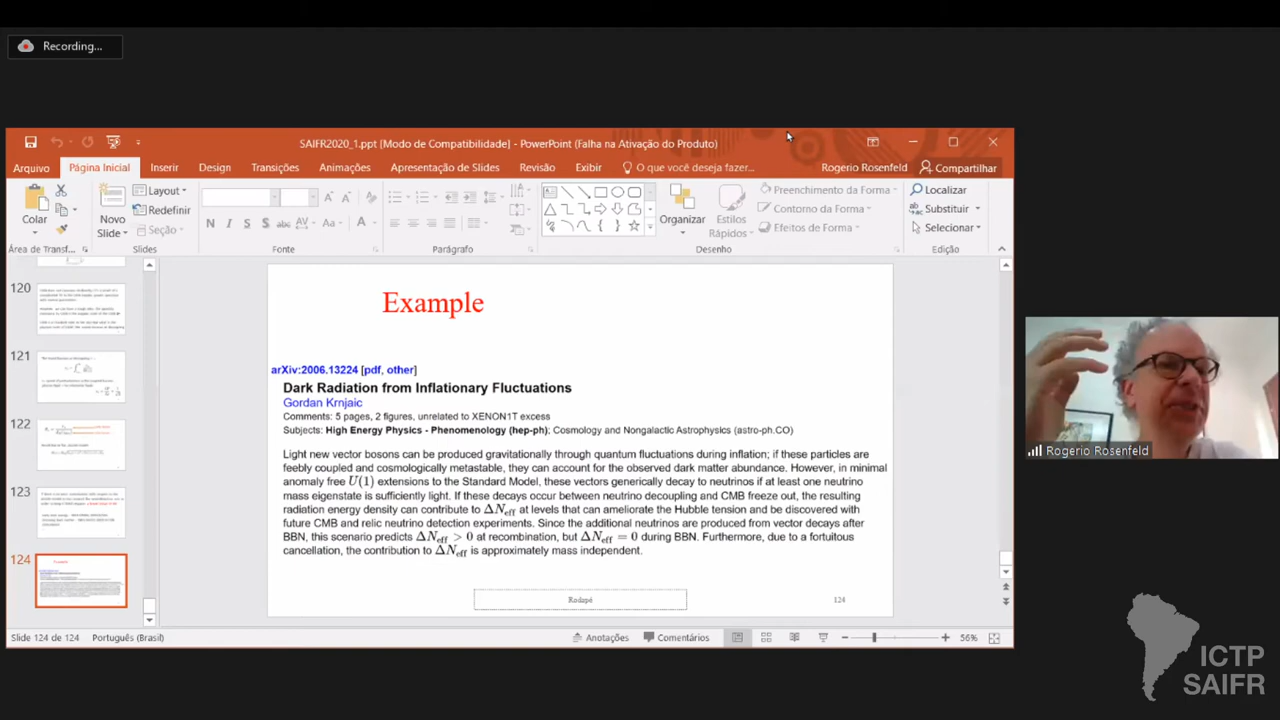 Recording...
SAIFR2020_1.ppt [Modo de Compatibilidade] - PowerPoint (Falha na Ativação do Produto)
Arquivo Página Inicial Inserir Design Transições Animações Apresentação de Slides Revisão Exibir O que você deseja fazer... Rogerio Rosenfeld Compartilhar
Colar
Novo Slide
Layout
Redefinir
Seção
N I S S abc AV Aa A
Organizar
Estilos Rápidos
Preenchimento da Forma
Contorno da Forma
Efeitos de Forma
Localizar
Substituir
Selecionar
Área de Transf... Slides Fonte Parágrafo Desenho Edição
120
121
122
123
124
Example
arXiv:2006.13224 [pdf, other]
Dark Radiation from Inflationary Fluctuations
Gordan Krnjaic
Comments: 5 pages, 2 figures, unrelated to XENON1T excess
Subjects: High Energy Physics - Phenomenology (hep-ph); Cosmology and Nongalactic Astrophysics (astro-ph.CO)
Light new vector bosons can be produced gravitationally through quantum fluctuations during inflation; if these particles are
feebly coupled and cosmologically metastable, they can account for the observed dark matter abundance. However, in minimal
anomaly free U(1) extensions to the Standard Model, these vectors generically decay to neutrinos if at least one neutrino
mass eigenstate is sufficiently light. If these decays occur between neutrino decoupling and CMB freeze out, the resulting
radiation energy density can contribute to ΔN_eff at levels that can ameliorate the Hubble tension and be discovered with
future CMB and relic neutrino detection experiments. Since the additional neutrinos are produced from vector decays after
BBN, this scenario predicts ΔN_eff > 0 at recombination, but ΔN_eff = 0 during BBN. Furthermore, due to a fortuitous
cancellation, the contribution to ΔN_eff is approximately mass independent.
Rodapé
124
Rogerio Rosenfeld
Slide 124 de 124 Português (Brasil) Anotações Comentários 56%
ICTP
SAIFR